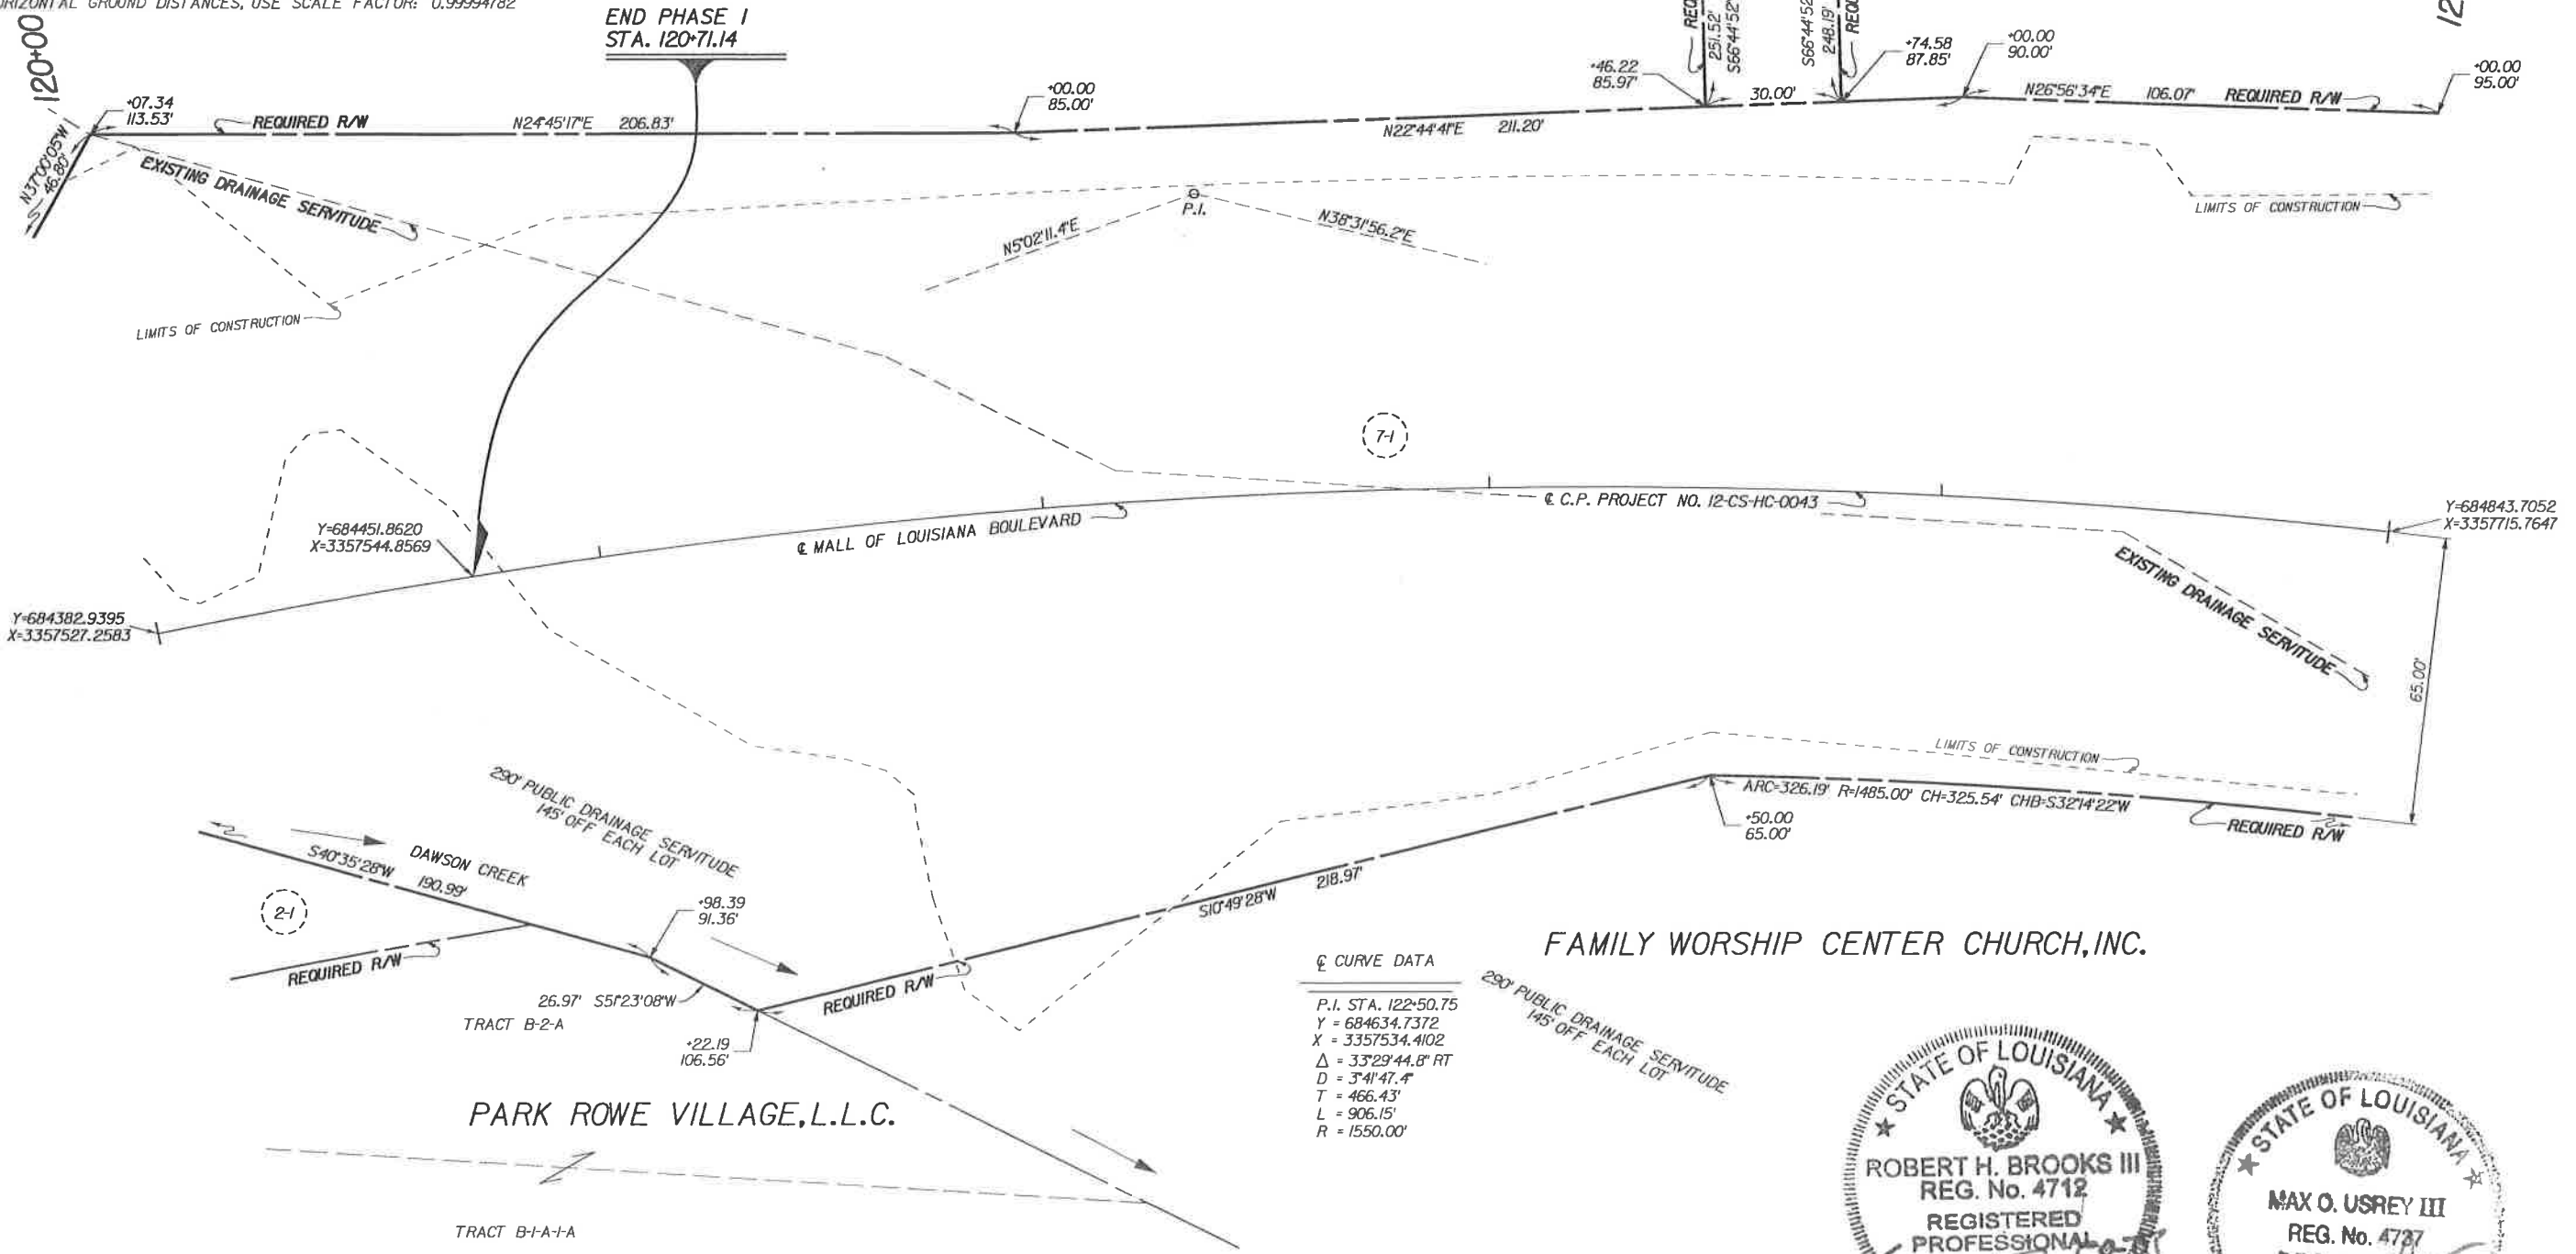 HORIZONTAL GROUND DISTANCES, USE SCALE FACTOR: 0.99994782
120+00
END PHASE 1
STA. 120+71.14
+07.34
113.53'
N37°00'05"W
46.80'
REQUIRED R/W
N24°45'17"E 206.83'
+00.00
85.00'
N22°44'41"E 211.20'
+46.22
85.97'
251.52'
S66°44'52"
30.00'
S66°44'52"
248.19'
+74.58
87.85'
+00.00
90.00'
N26°56'34"E 106.07'
REQUIRED R/W
+00.00
95.00'
EXISTING DRAINAGE SERVITUDE
LIMITS OF CONSTRUCTION
P.I.
N5°02'11.4"E
N38°31'56.2"E
LIMITS OF CONSTRUCTION
7-1
Y=684451.8620
X=3357544.8569
℄ MALL OF LOUISIANA BOULEVARD
℄ C.P. PROJECT NO. 12-CS-HC-0043
Y=684843.7052
X=3357715.7647
Y=684382.9395
X=3357527.2583
EXISTING DRAINAGE SERVITUDE
65.00'
LIMITS OF CONSTRUCTION
ARC=326.19' R=1485.00' CH=325.54' CHB=S32°14'22"W
REQUIRED R/W
+50.00
65.00'
290' PUBLIC DRAINAGE SERVITUDE
145' OFF EACH LOT
DAWSON CREEK
S40°35'28"W 190.99'
2-1
REQUIRED R/W
+98.39
91.36'
26.97' S51°23'08"W
+22.19
106.56'
REQUIRED R/W
S10°49'28"W 218.97'
TRACT B-2-A
PARK ROWE VILLAGE, L.L.C.
TRACT B-1-A-1-A
FAMILY WORSHIP CENTER CHURCH, INC.
290' PUBLIC DRAINAGE SERVITUDE
145' OFF EACH LOT
℄ CURVE DATA
P.I. STA. 122+50.75
Y = 684634.7372
X = 3357534.4102
Δ = 33°29'44.8" RT
D = 3°41'47.4"
T = 466.43'
L = 906.15'
R = 1550.00'
STATE OF LOUISIANA
ROBERT H. BROOKS III
REG. No. 4712
REGISTERED
PROFESSIONAL
STATE OF LOUISIANA
MAX O. USREY III
REG. No. 4737